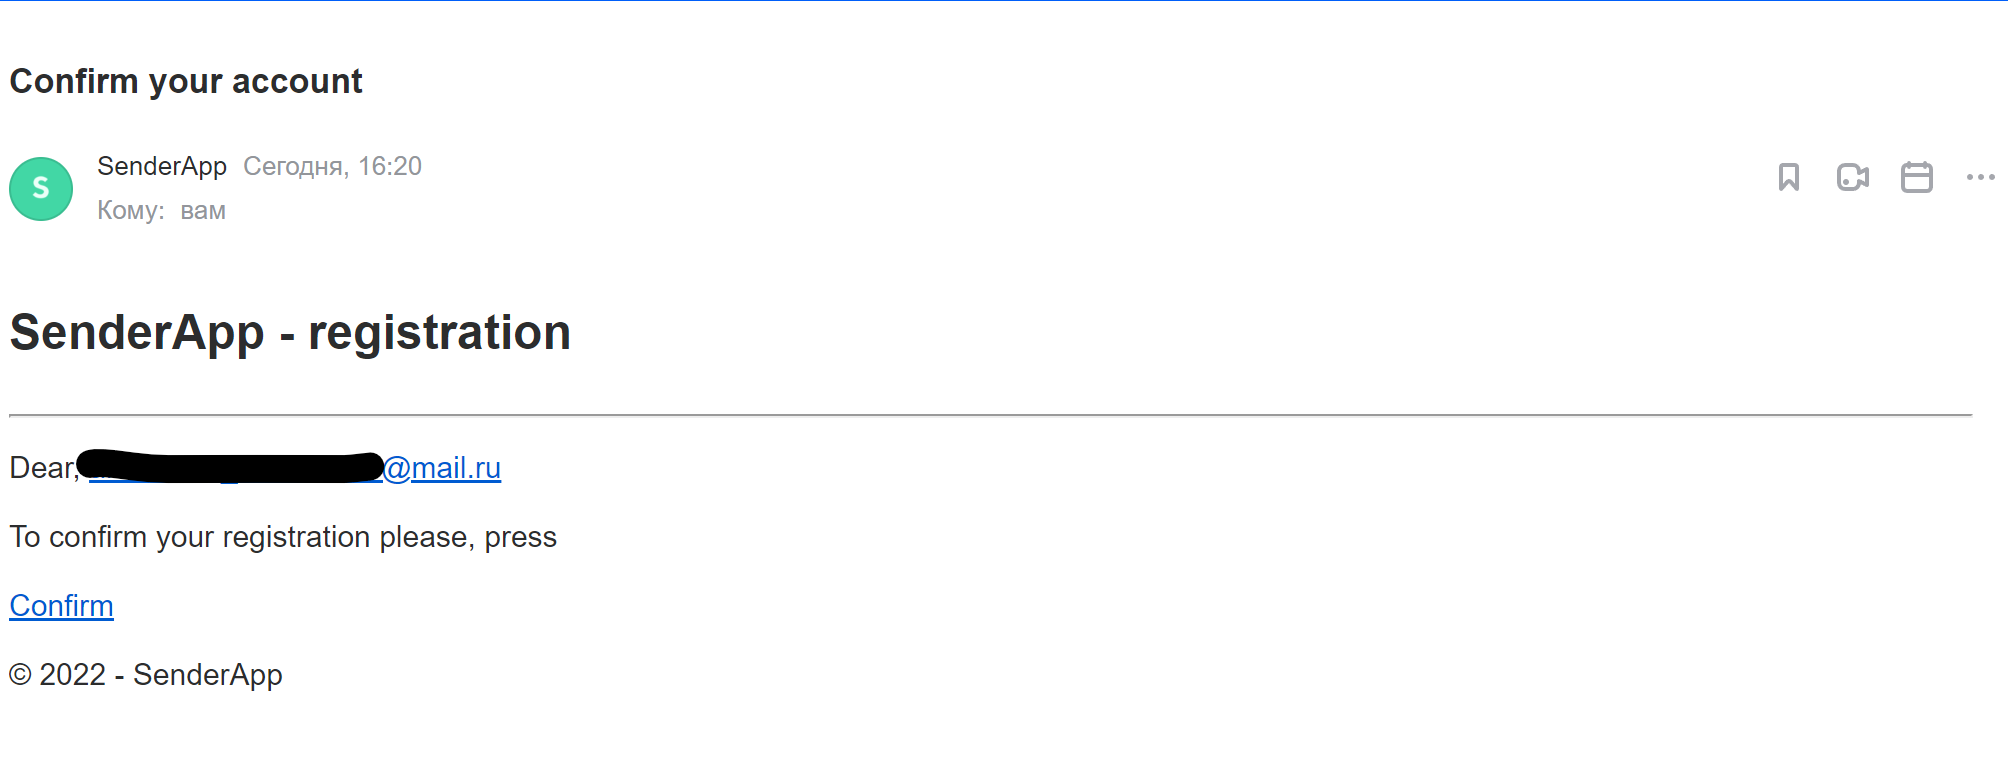 Confirm your account
S
SenderApp Сегодня, 16:20
Кому: вам
SenderApp - registration
Dear, @mail.ru
To confirm your registration please, press
Confirm
© 2022 - SenderApp